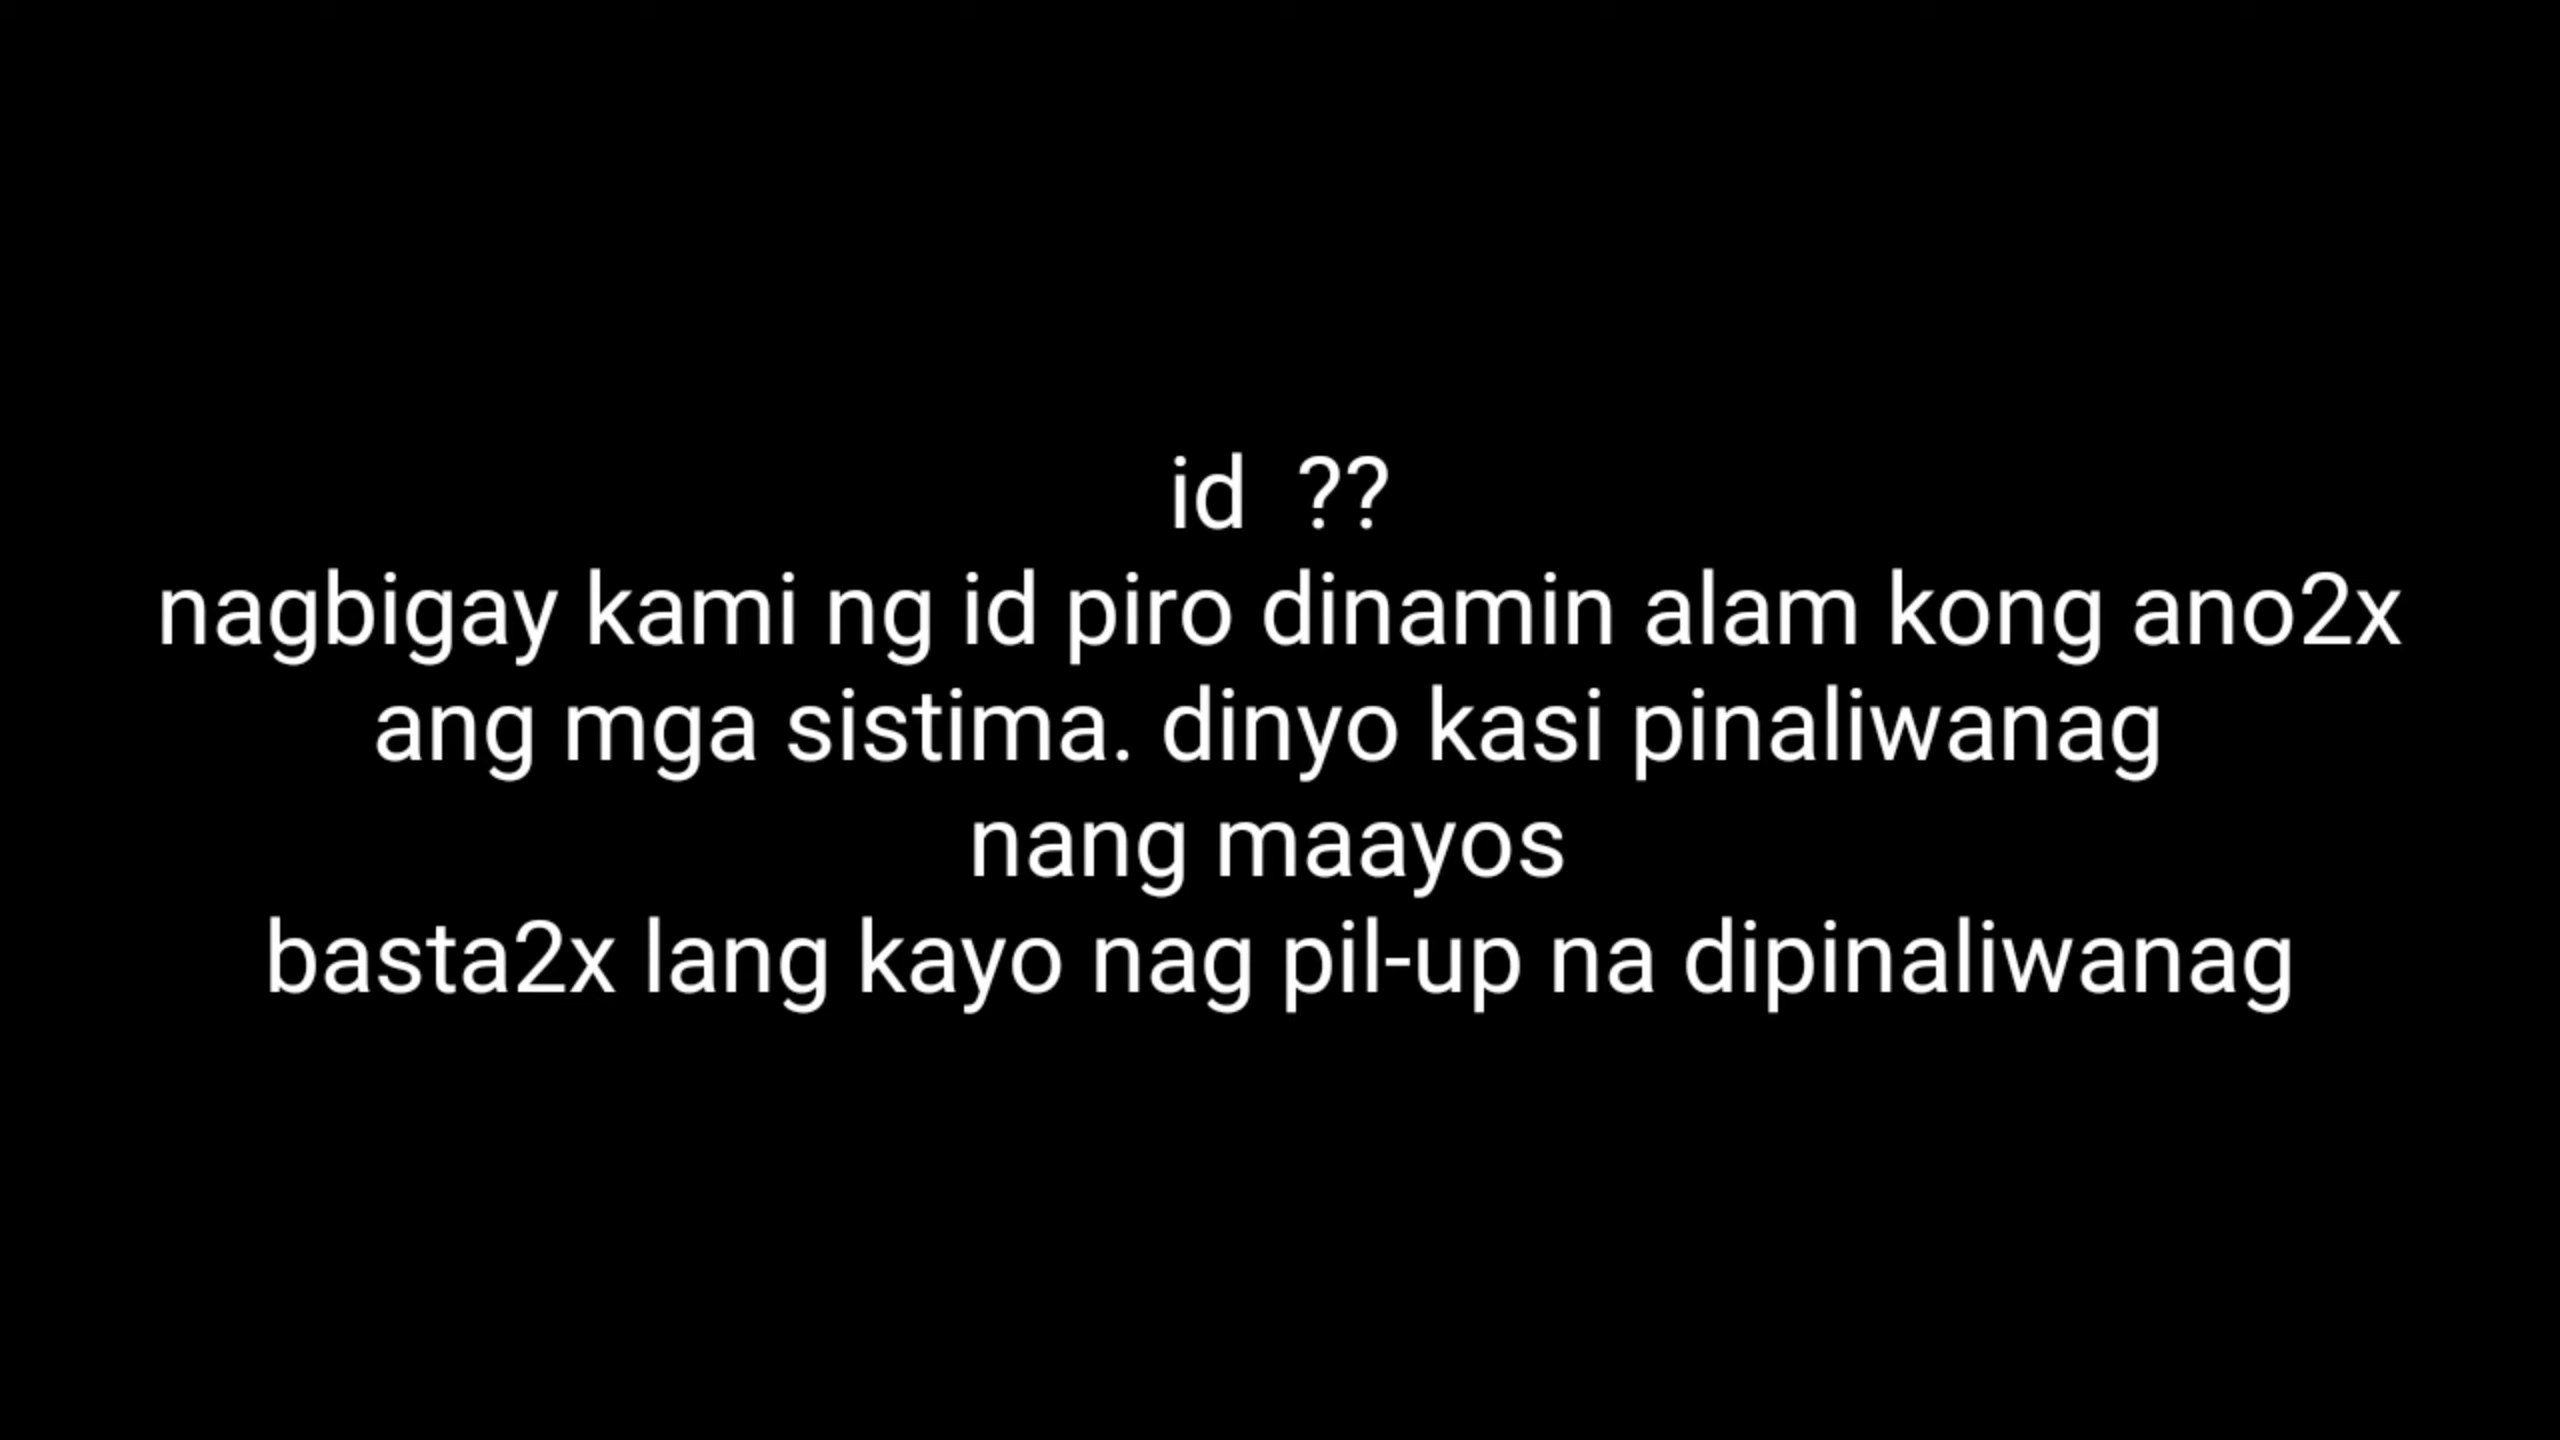 id  ??
nagbigay kami ng id piro dinamin alam kong ano2x
ang mga sistima. dinyo kasi pinaliwanag
nang maayos
basta2x lang kayo nag pil-up na dipinaliwanag